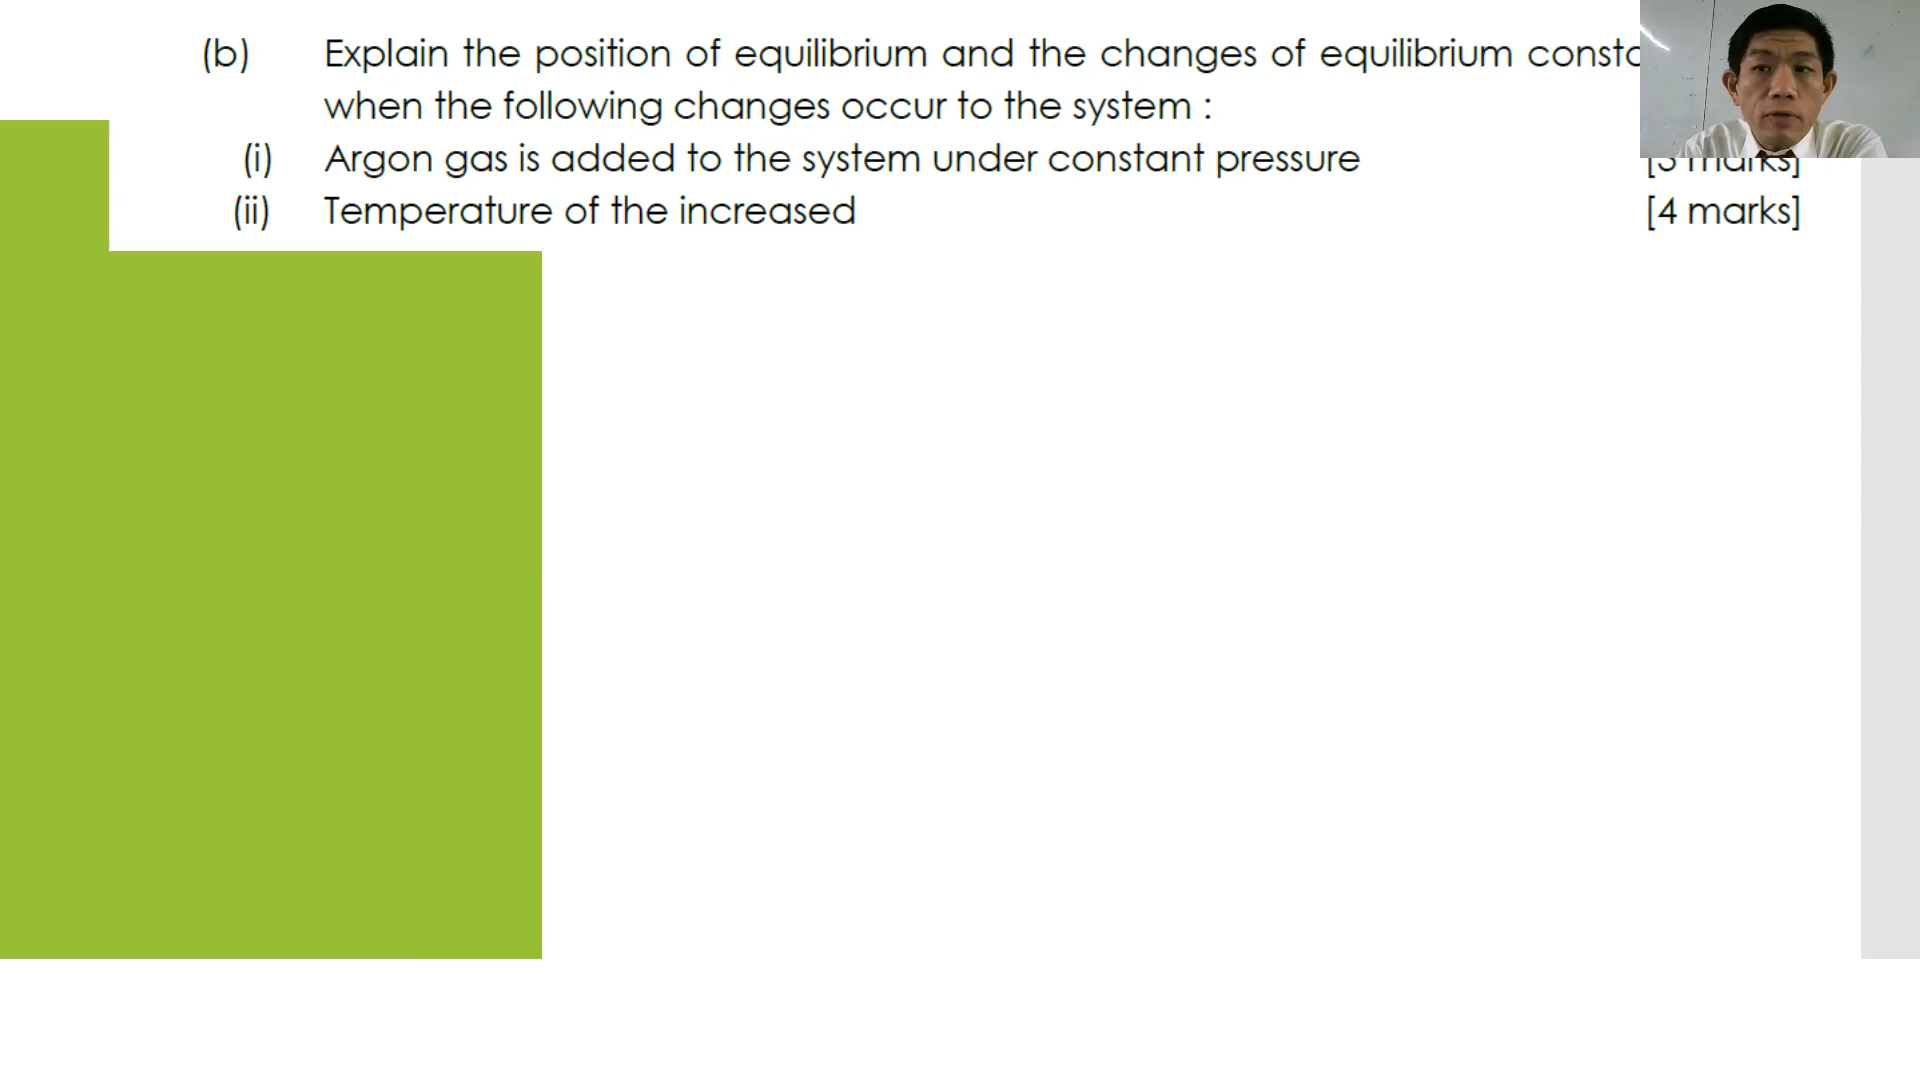 (b) Explain the position of equilibrium and the changes of equilibrium
when the following changes occur to the system :
(i) Argon gas is added to the system under constant pressure marks]
(ii) Temperature of the increased [4 marks]